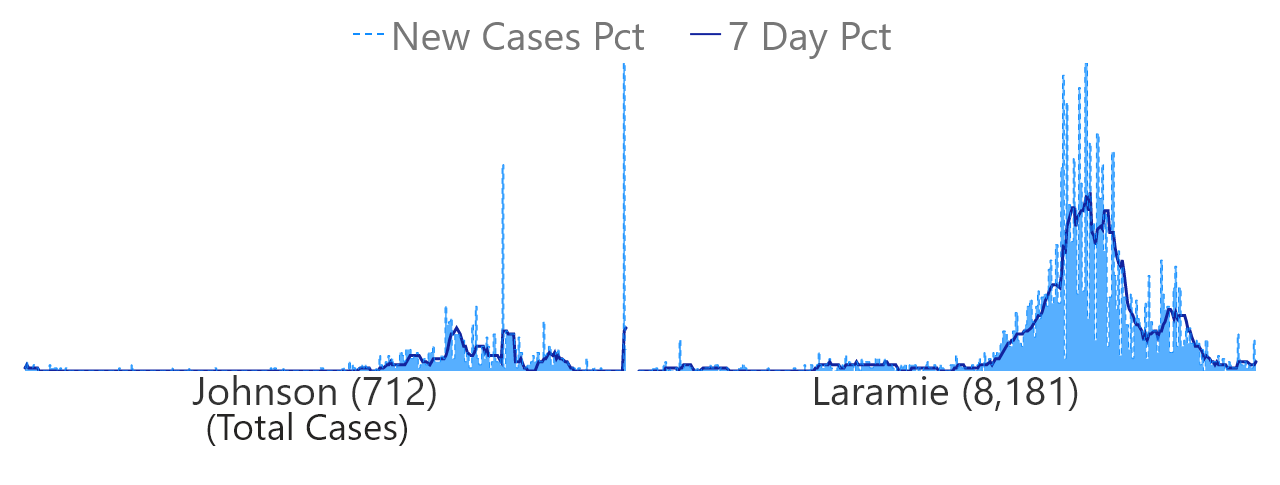 New Cases Pct 7 Day Pct
Johnson (712) Laramie (8,181)
(Total Cases)